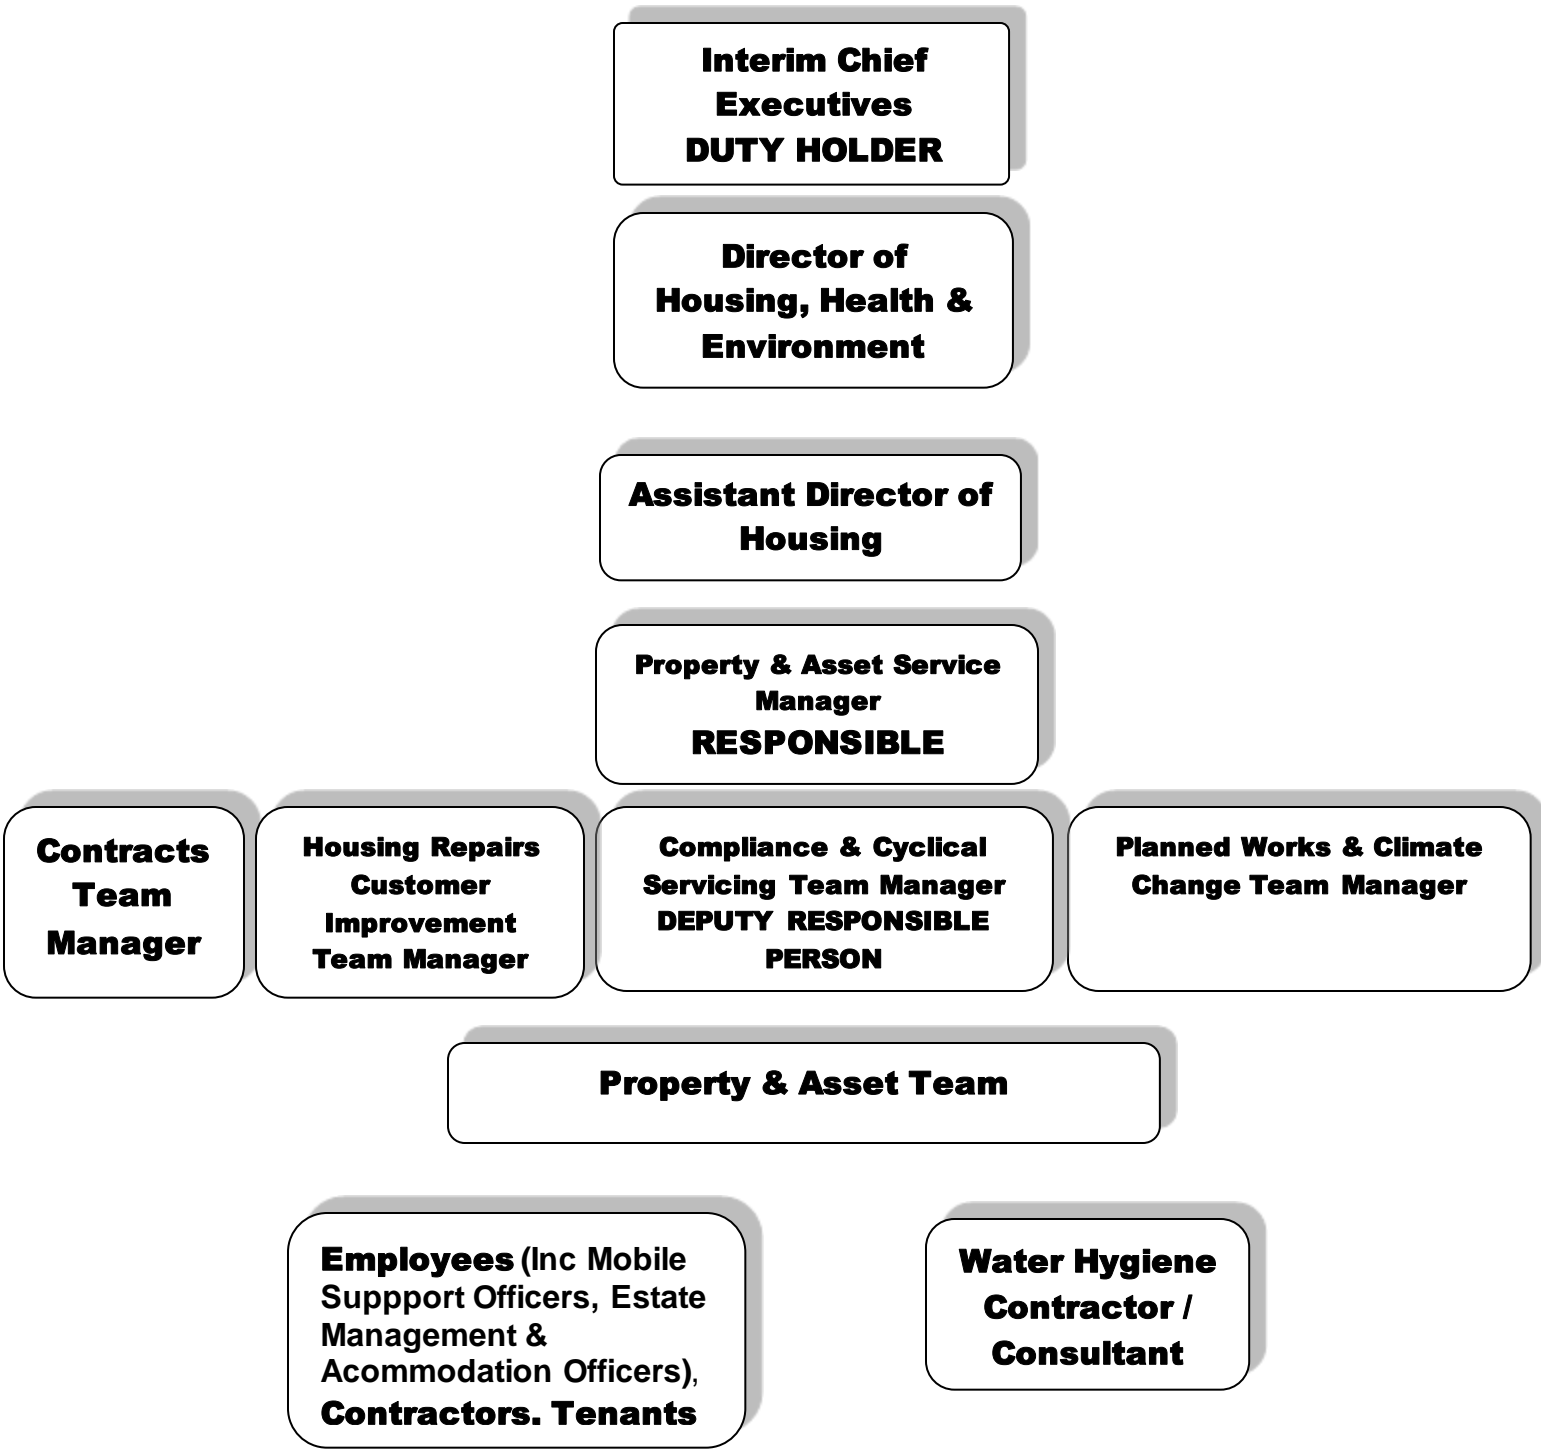 Interim Chief
Executives
DUTY HOLDER
Director of
Housing, Health &
Environment
Assistant Director of
Housing
Property & Asset Service
Manager
RESPONSIBLE
Contracts
Team
Manager
Housing Repairs
Customer
Improvement
Team Manager
Compliance & Cyclical
Servicing Team Manager
DEPUTY RESPONSIBLE
PERSON
Planned Works & Climate
Change Team Manager
Property & Asset Team
Employees (Inc Mobile
Suppport Officers, Estate
Management &
Acommodation Officers),
Contractors. Tenants
Water Hygiene
Contractor /
Consultant